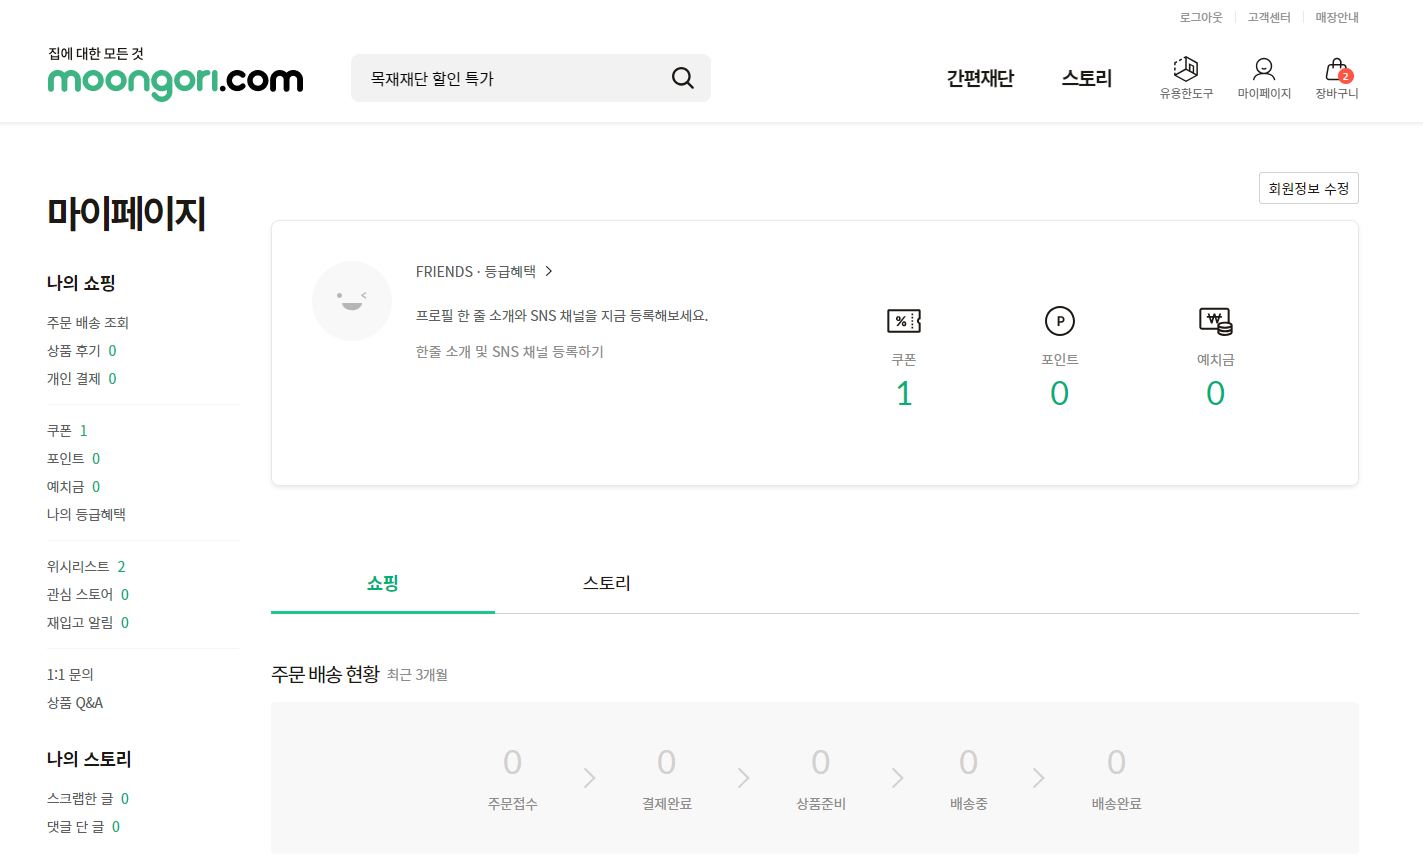 로그아웃 고객센터 매장안내
집에 대한 모든 것
moongori.com
목재재단 할인 특가
간편재단 스토리
유용한도구 마이페이지 장바구니 2
회원정보 수정
마이페이지
나의 쇼핑
주문 배송 조회
상품 후기 0
개인 결제 0
쿠폰 1
포인트 0
예치금 0
나의 등급혜택
위시리스트 2
관심 스토어 0
재입고 알림 0
1:1 문의
상품 Q&A
나의 스토리
스크랩한 글 0
댓글 단 글 0
FRIENDS · 등급혜택 >
프로필 한 줄 소개와 SNS 채널을 지금 등록해보세요.
한줄 소개 및 SNS 채널 등록하기
% P ₩
쿠폰 포인트 예치금
1 0 0
쇼핑 스토리
주문 배송 현황 최근 3개월
0 0 0 0 0
주문접수 결제완료 상품준비 배송중 배송완료